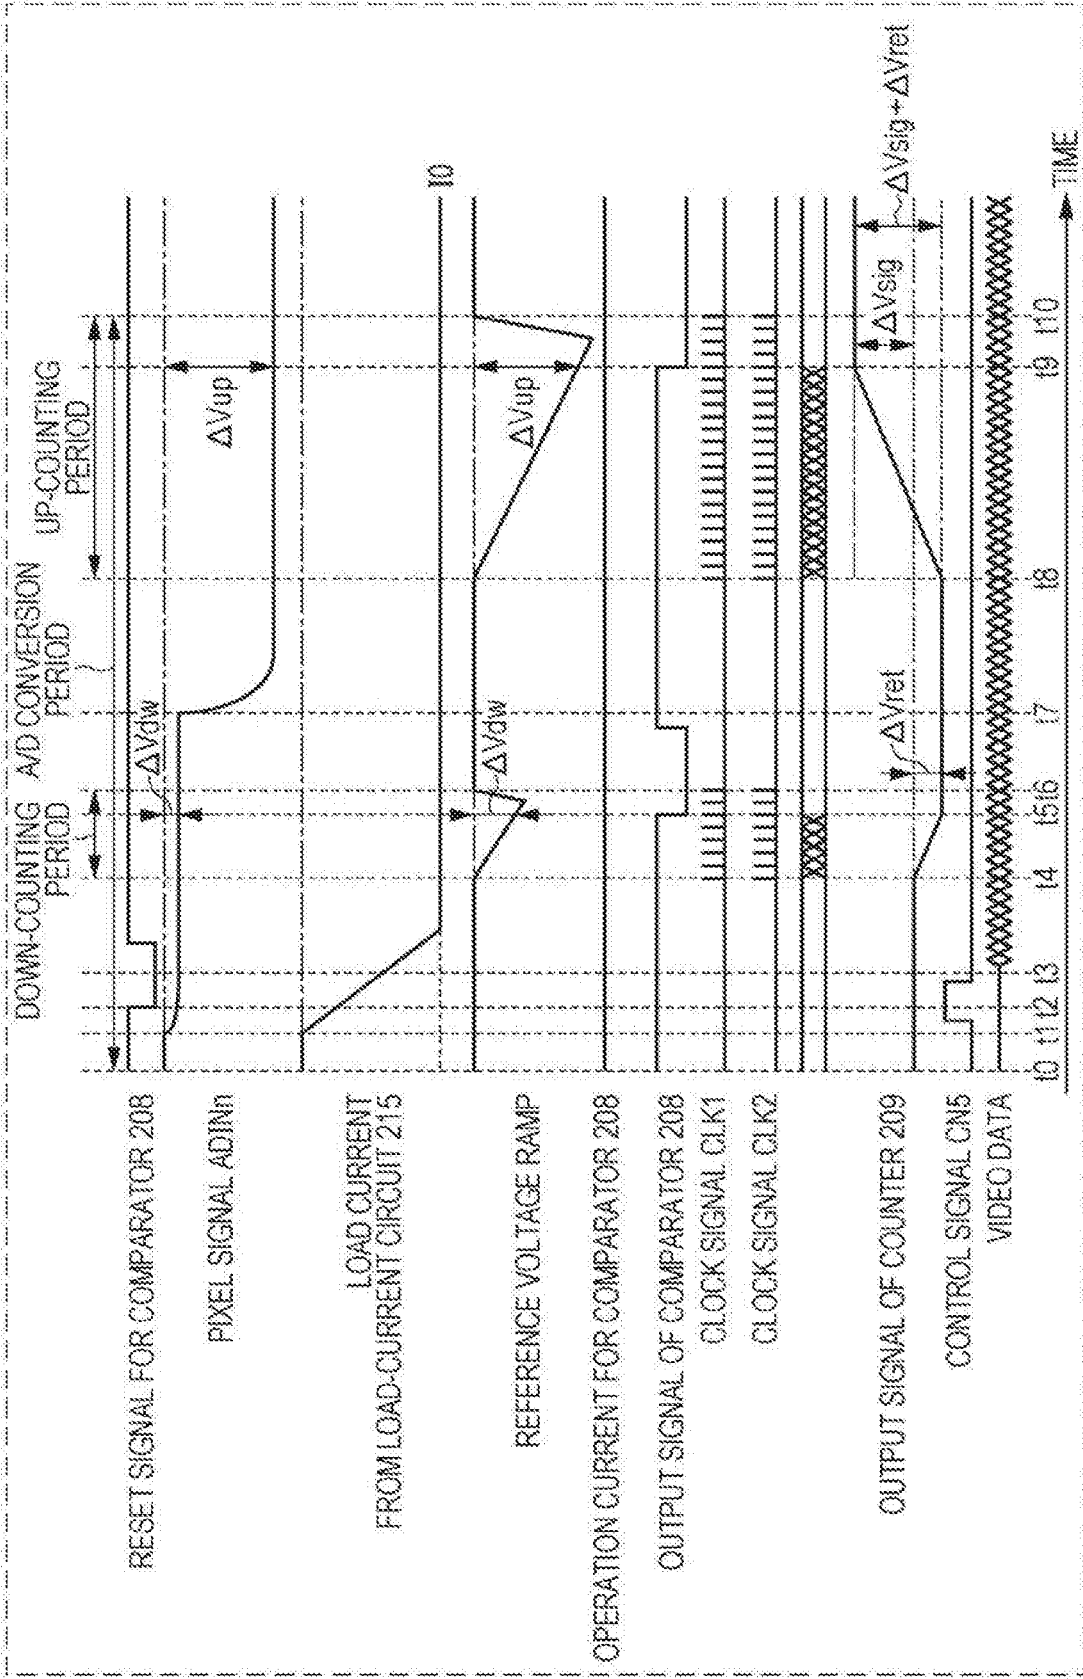 DOWN-COUNTING
PERIOD
A/D CONVERSION
PERIOD
UP-COUNTING
PERIOD
RESET SIGNAL FOR COMPARATOR 208
ΔVdw
PIXEL SIGNAL ADINn
ΔVup
LOAD CURRENT
FROM LOAD-CURRENT CIRCUIT 215
I0
REFERENCE VOLTAGE RAMP
ΔVdw
ΔVup
OPERATION CURRENT FOR COMPARATOR 208
OUTPUT SIGNAL OF COMPARATOR 208
CLOCK SIGNAL CLK1
CLOCK SIGNAL CLK2
OUTPUT SIGNAL OF COUNTER 209
ΔVret
ΔVsig
ΔVsig+ΔVret
CONTROL SIGNAL CN5
VIDEO DATA
t0 t1 t2 t3 t4 t5 t6 t7 t8 t9 t10
TIME